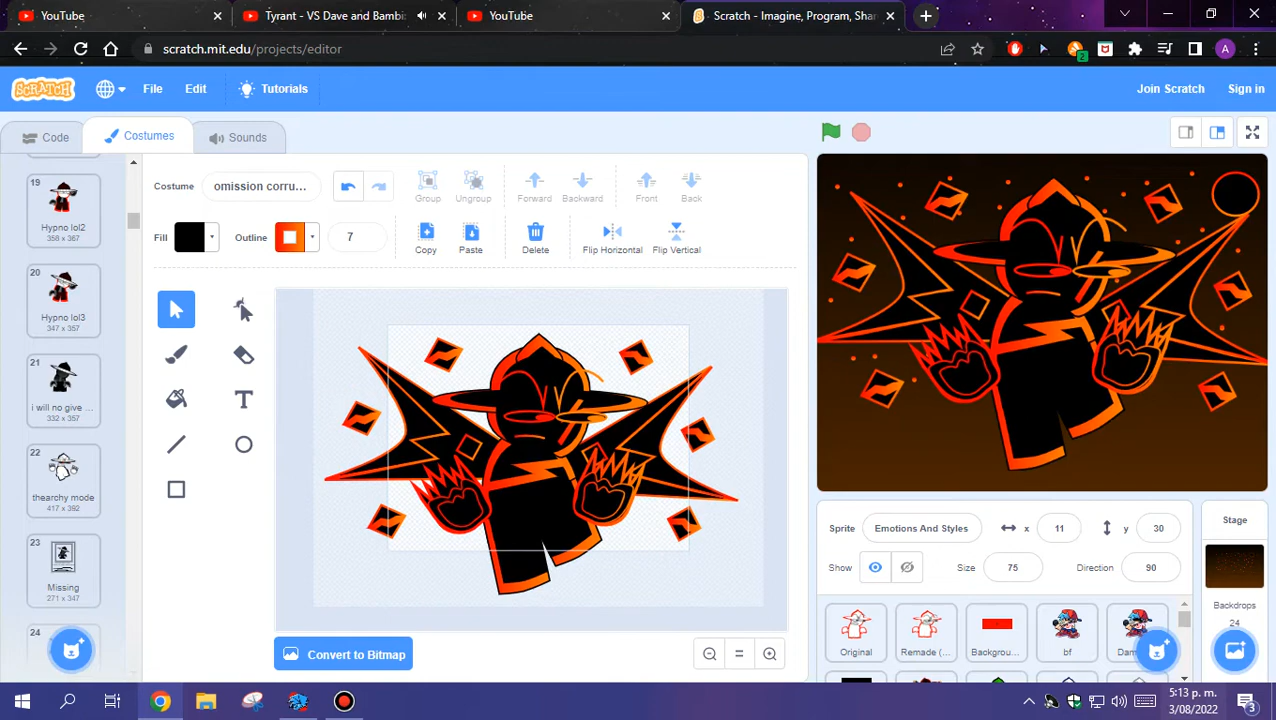 YouTube
Tyrant - VS Dave and Bambi
YouTube
Scratch - Imagine, Program, Sha
scratch.mit.edu/projects/editor
2
A
SCRATCH
File
Edit
Tutorials
Join Scratch
Sign in
Code
Costumes
Sounds
Costume
omission corru...
Group
Ungroup
Forward
Backward
Front
Back
Fill
Outline
7
Copy
Paste
Delete
Flip Horizontal
Flip Vertical
19
Hypno lol2
358 x 367
20
Hypno lol3
347 x 357
21
i will no give ...
332 x 357
22
thearchy mode
417 x 392
23
Missing
271 x 347
24
T
Convert to Bitmap
Sprite
Emotions And Styles
x
11
y
30
Show
Size
75
Direction
90
Stage
Backdrops
24
Original
Remade (...
Backgrou...
bf
Dam
5:13 p. m.
3/08/2022
3